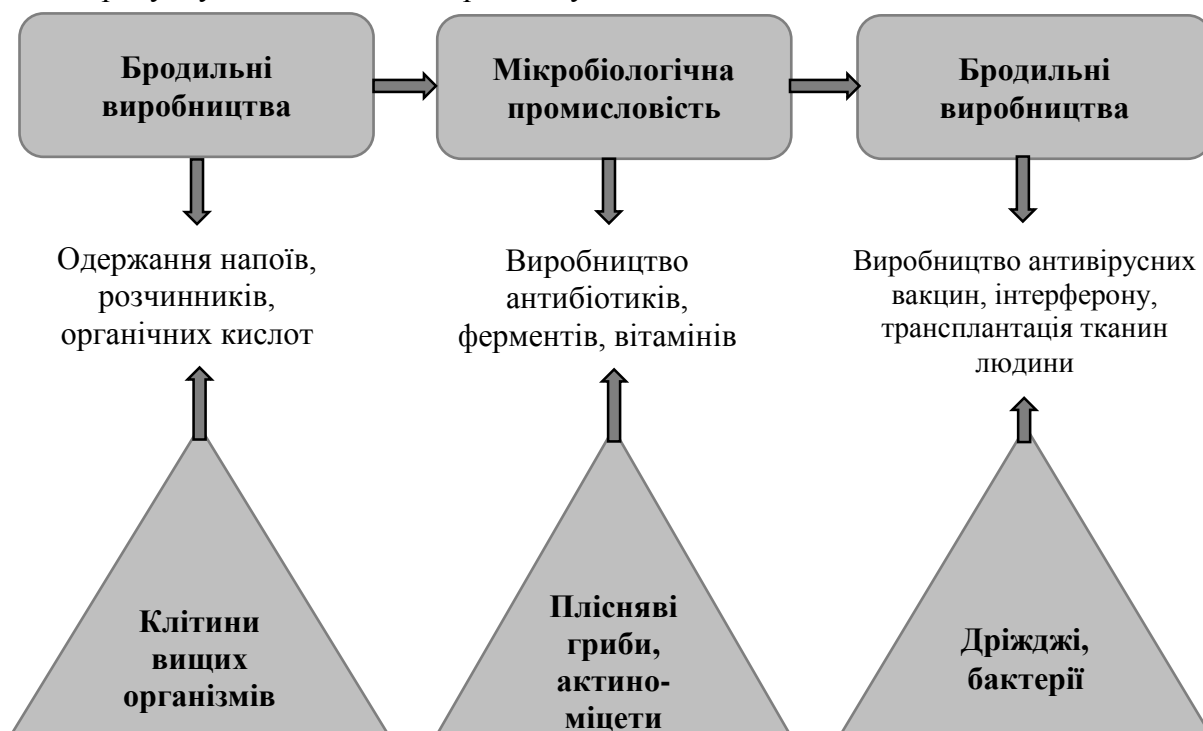 Бродильні
виробництва
Мікробіологічна
промисловість
Бродильні
виробництва
Одержання напоїв,
розчинників,
органічних кислот
Виробництво
антибіотиків,
ферментів, вітамінів
Виробництво антивірусних
вакцин, інтерферону,
трансплантація тканин
людини
Клітини
вищих
організмів
Плісняві
гриби,
актино-
міцети
Дріжджі,
бактерії